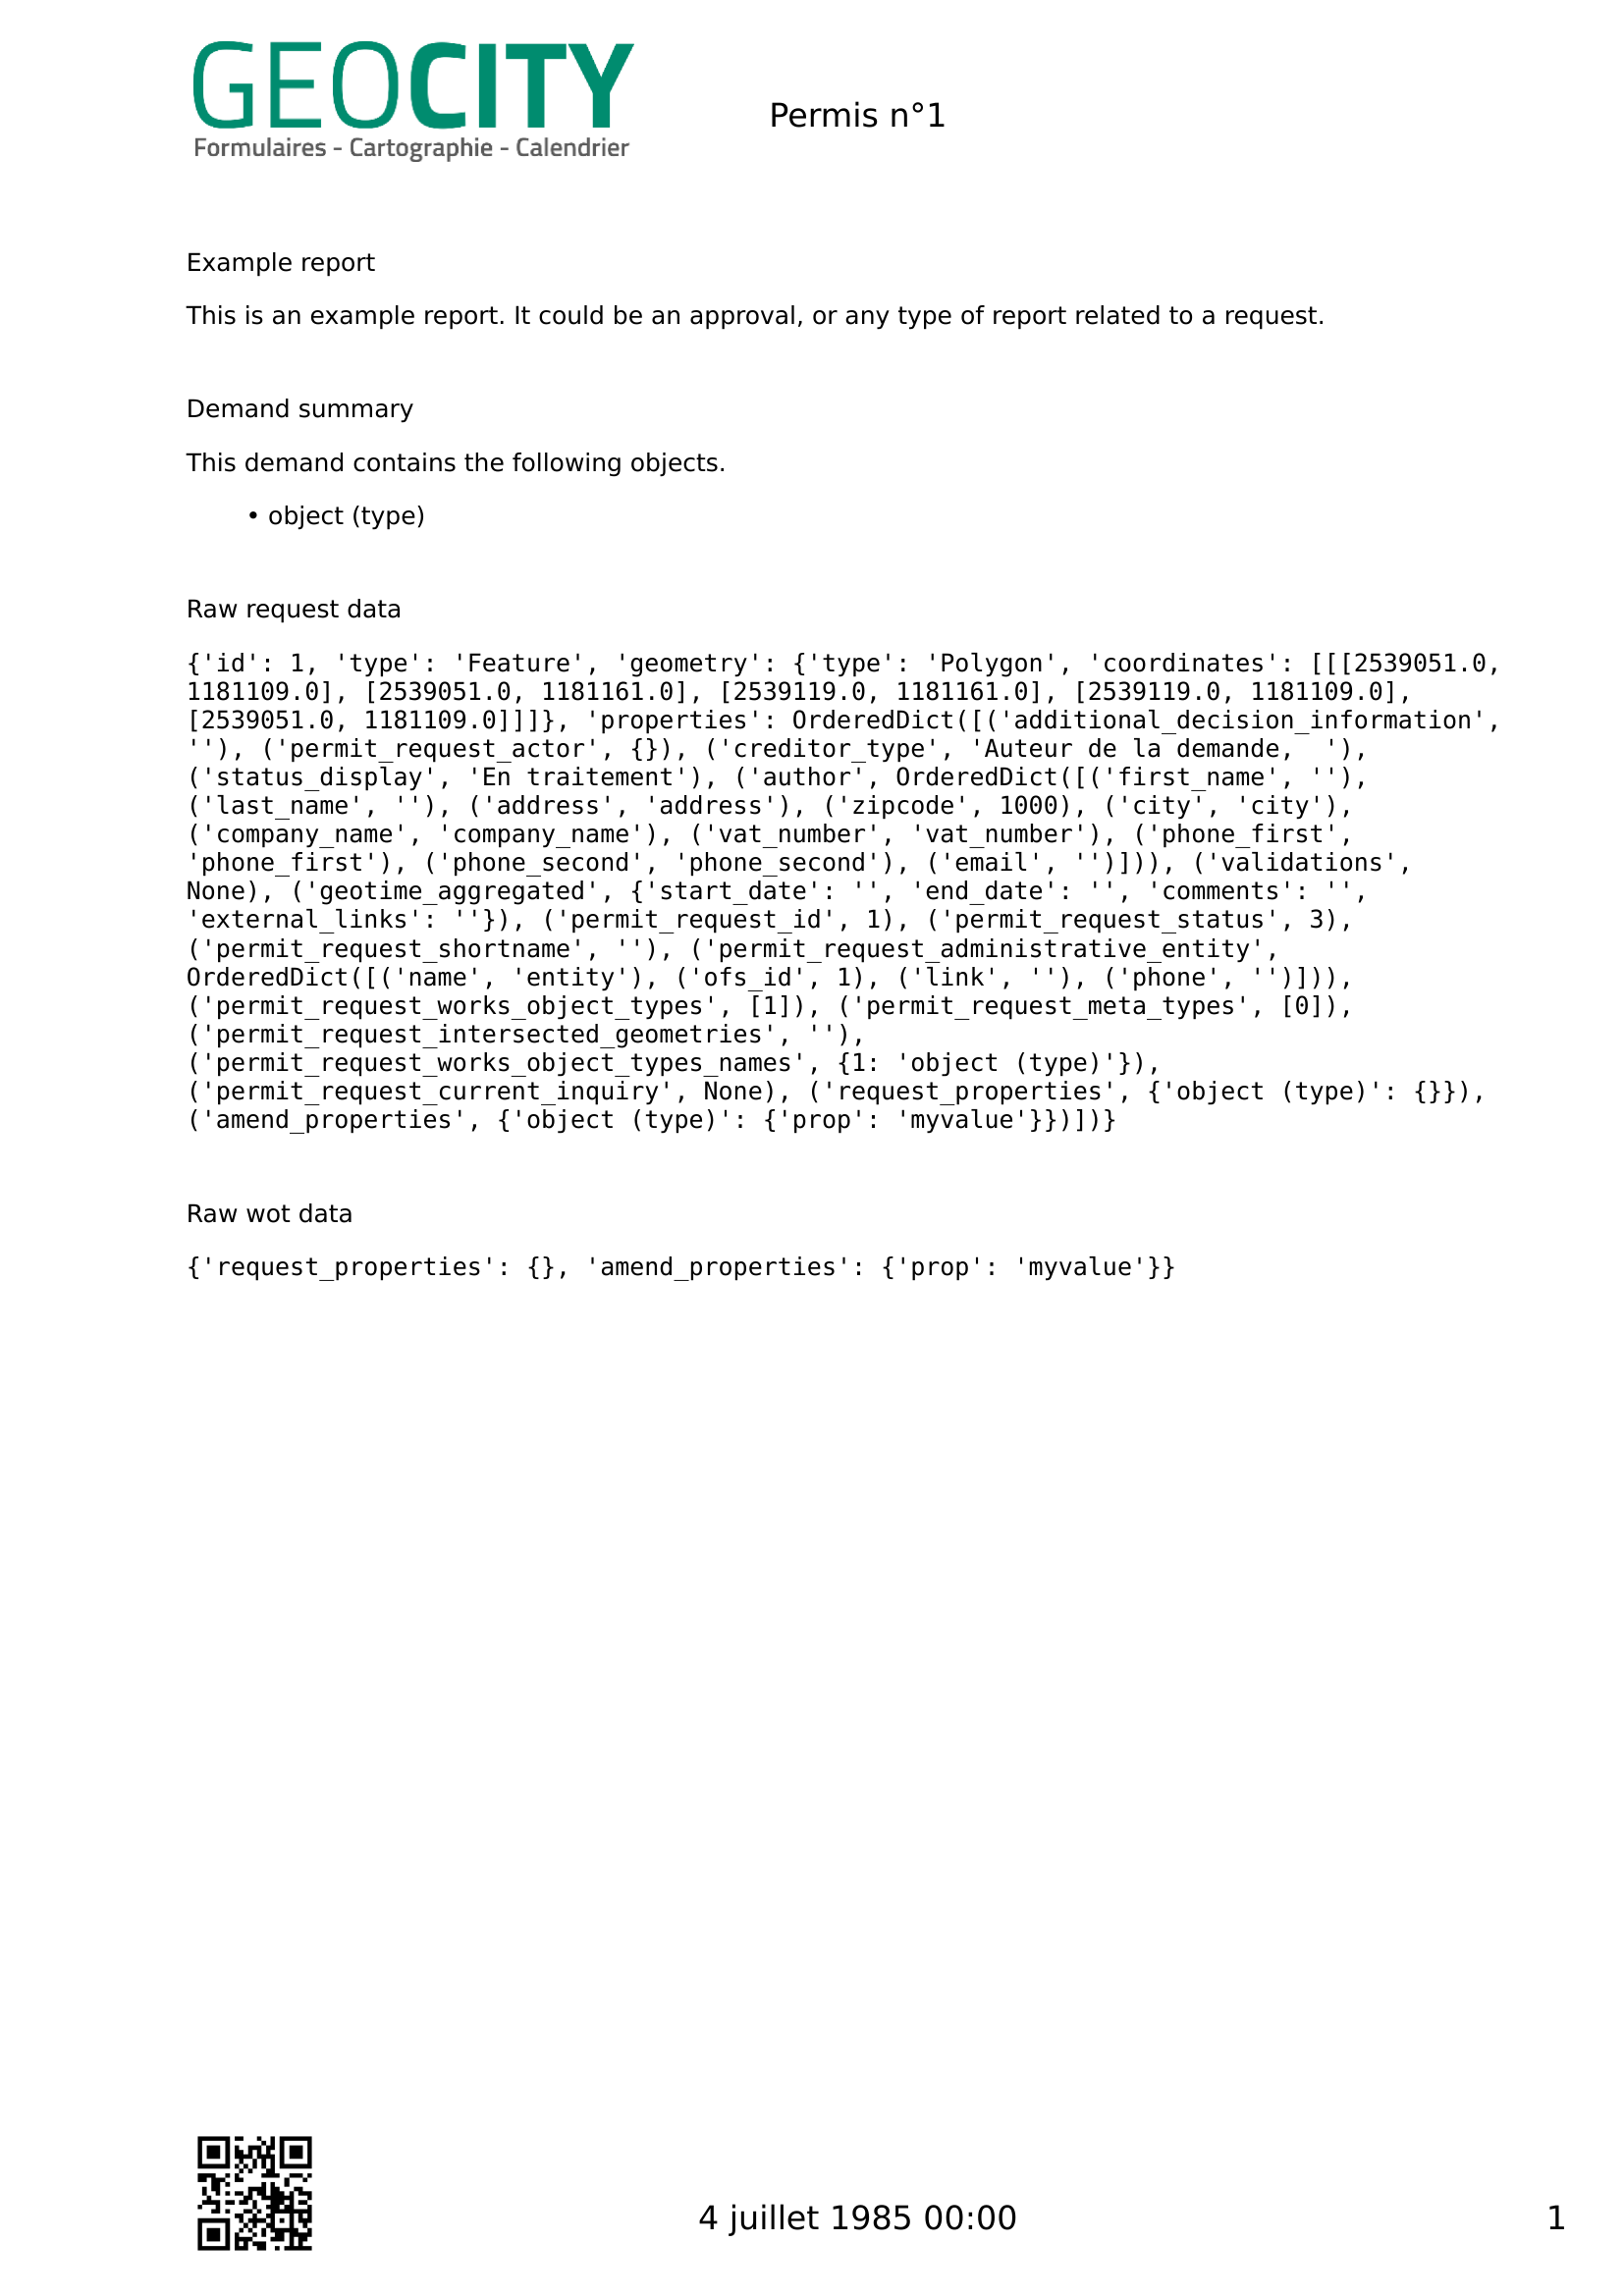 GEOCITY
Formulaires - Cartographie - Calendrier
Permis n°1
Example report
This is an example report. It could be an approval, or any type of report related to a request.
Demand summary
This demand contains the following objects.
• object (type)
Raw request data
{'id': 1, 'type': 'Feature', 'geometry': {'type': 'Polygon', 'coordinates': [[[2539051.0,
1181109.0], [2539051.0, 1181161.0], [2539119.0, 1181161.0], [2539119.0, 1181109.0],
[2539051.0, 1181109.0]]]}, 'properties': OrderedDict([('additional_decision_information',
''), ('permit_request_actor', {}), ('creditor_type', 'Auteur de la demande,  '),
('status_display', 'En traitement'), ('author', OrderedDict([('first_name', ''),
('last_name', ''), ('address', 'address'), ('zipcode', 1000), ('city', 'city'),
('company_name', 'company_name'), ('vat_number', 'vat_number'), ('phone_first',
'phone_first'), ('phone_second', 'phone_second'), ('email', '')])), ('validations',
None), ('geotime_aggregated', {'start_date': '', 'end_date': '', 'comments': '',
'external_links': ''}), ('permit_request_id', 1), ('permit_request_status', 3),
('permit_request_shortname', ''), ('permit_request_administrative_entity',
OrderedDict([('name', 'entity'), ('ofs_id', 1), ('link', ''), ('phone', '')])),
('permit_request_works_object_types', [1]), ('permit_request_meta_types', [0]),
('permit_request_intersected_geometries', ''),
('permit_request_works_object_types_names', {1: 'object (type)'}),
('permit_request_current_inquiry', None), ('request_properties', {'object (type)': {}}),
('amend_properties', {'object (type)': {'prop': 'myvalue'}})])}
Raw wot data
{'request_properties': {}, 'amend_properties': {'prop': 'myvalue'}}
4 juillet 1985 00:00
1